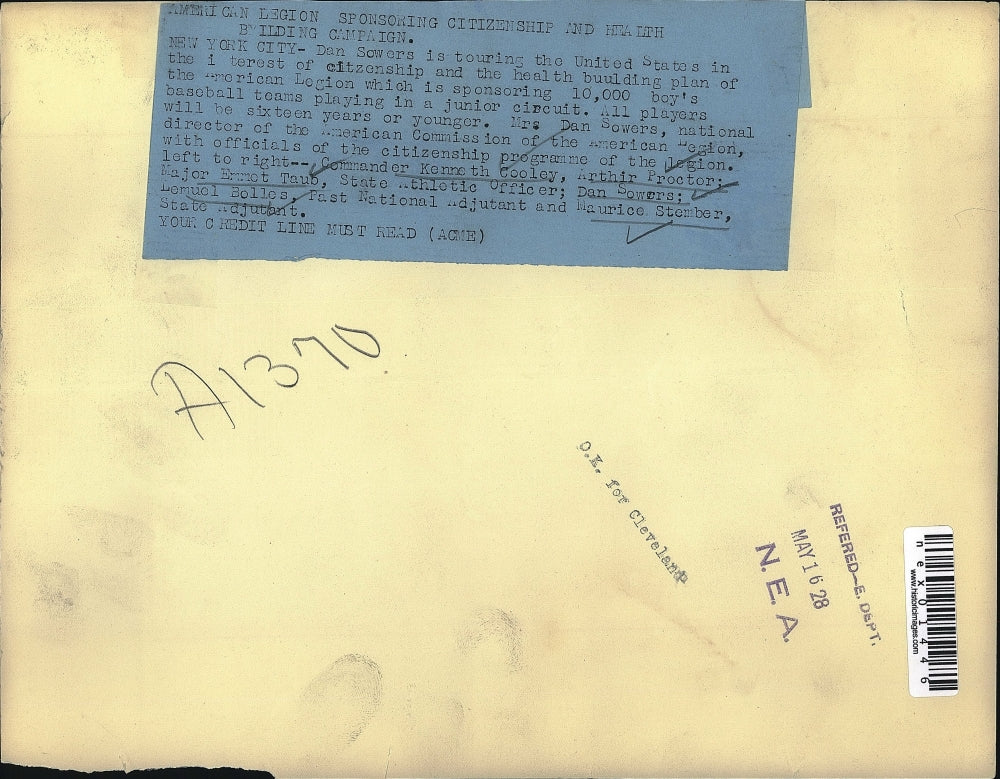 AMERICAN LEGION SPONSORING CITIZENSHIP AND HEALTH
BUILDING CAMPAIGN.
NEW YORK CITY- Dan Sowers is touring the United States in
the i terest of citzenship and the health buulding plan of
the American Legion which is sponsoring 10,000 boy's
baseball teams playing in a junior circuit. All players
will be sixteen years or younger. Mrs Dan Sowers, national
director of the American Commission of the American Legion,
with officials of the citizenship programme of the legion.
left to right-- Commander Kenneth Cooley, Arthir Proctor;
Major Emmet Taub, State Athletic Officer; Dan Sowers;
Lemuel Bolles, Past National Adjutant and Maurice Stember,
State Adjutant.
YOUR CREDIT LINE MUST READ (ACME)
A1370
O.K. for Cleveland
REFERED-E. DEPT.
MAY 16 28
N. E. A.
nex01446
www.historicimages.com